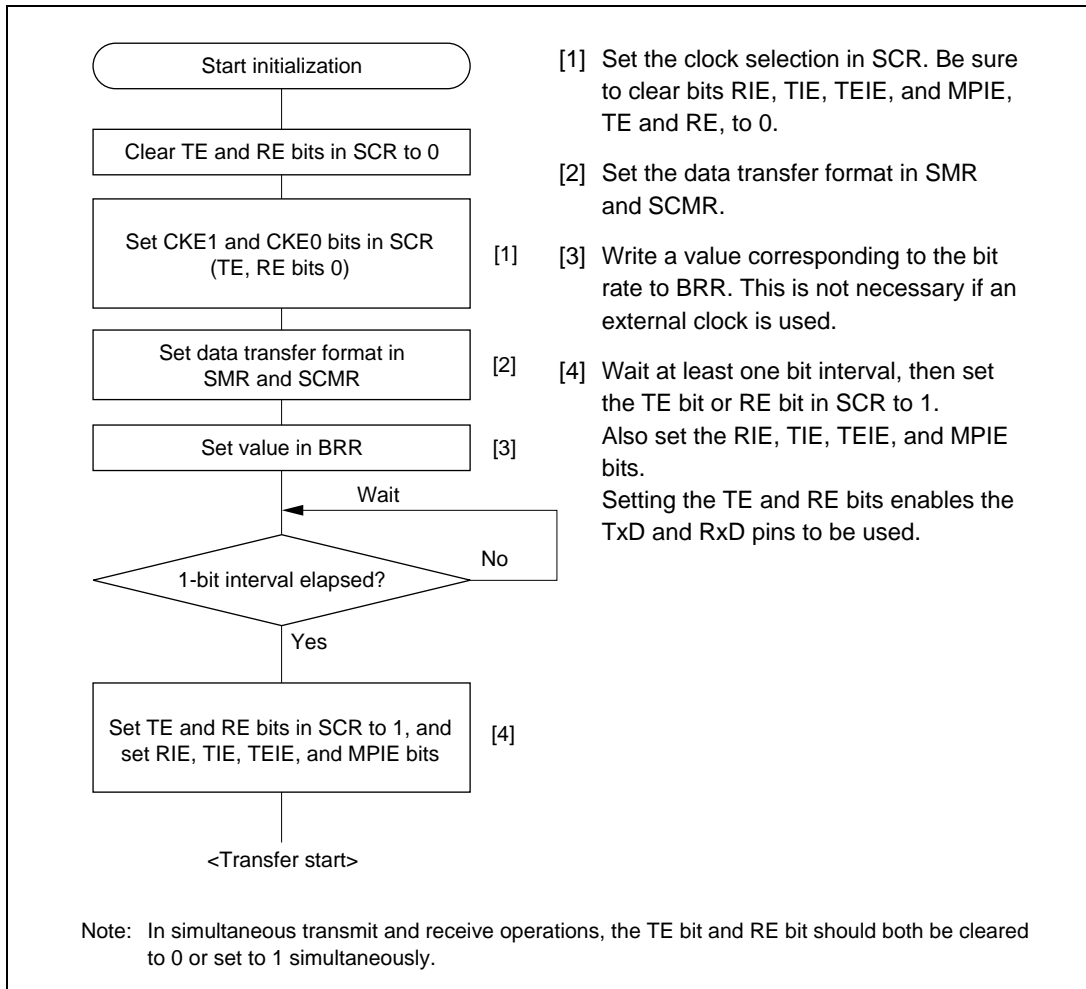 Start initialization
Clear TE and RE bits in SCR to 0
Set CKE1 and CKE0 bits in SCR
(TE, RE bits 0)
[1]
Set data transfer format in
SMR and SCMR
[2]
Set value in BRR
[3]
Wait
1-bit interval elapsed?
No
Yes
Set TE and RE bits in SCR to 1, and
set RIE, TIE, TEIE, and MPIE bits
[4]
<Transfer start>
[1] Set the clock selection in SCR. Be sure
to clear bits RIE, TIE, TEIE, and MPIE,
TE and RE, to 0.
[2] Set the data transfer format in SMR
and SCMR.
[3] Write a value corresponding to the bit
rate to BRR. This is not necessary if an
external clock is used.
[4] Wait at least one bit interval, then set
the TE bit or RE bit in SCR to 1.
Also set the RIE, TIE, TEIE, and MPIE
bits.
Setting the TE and RE bits enables the
TxD and RxD pins to be used.
Note: In simultaneous transmit and receive operations, the TE bit and RE bit should both be cleared
to 0 or set to 1 simultaneously.